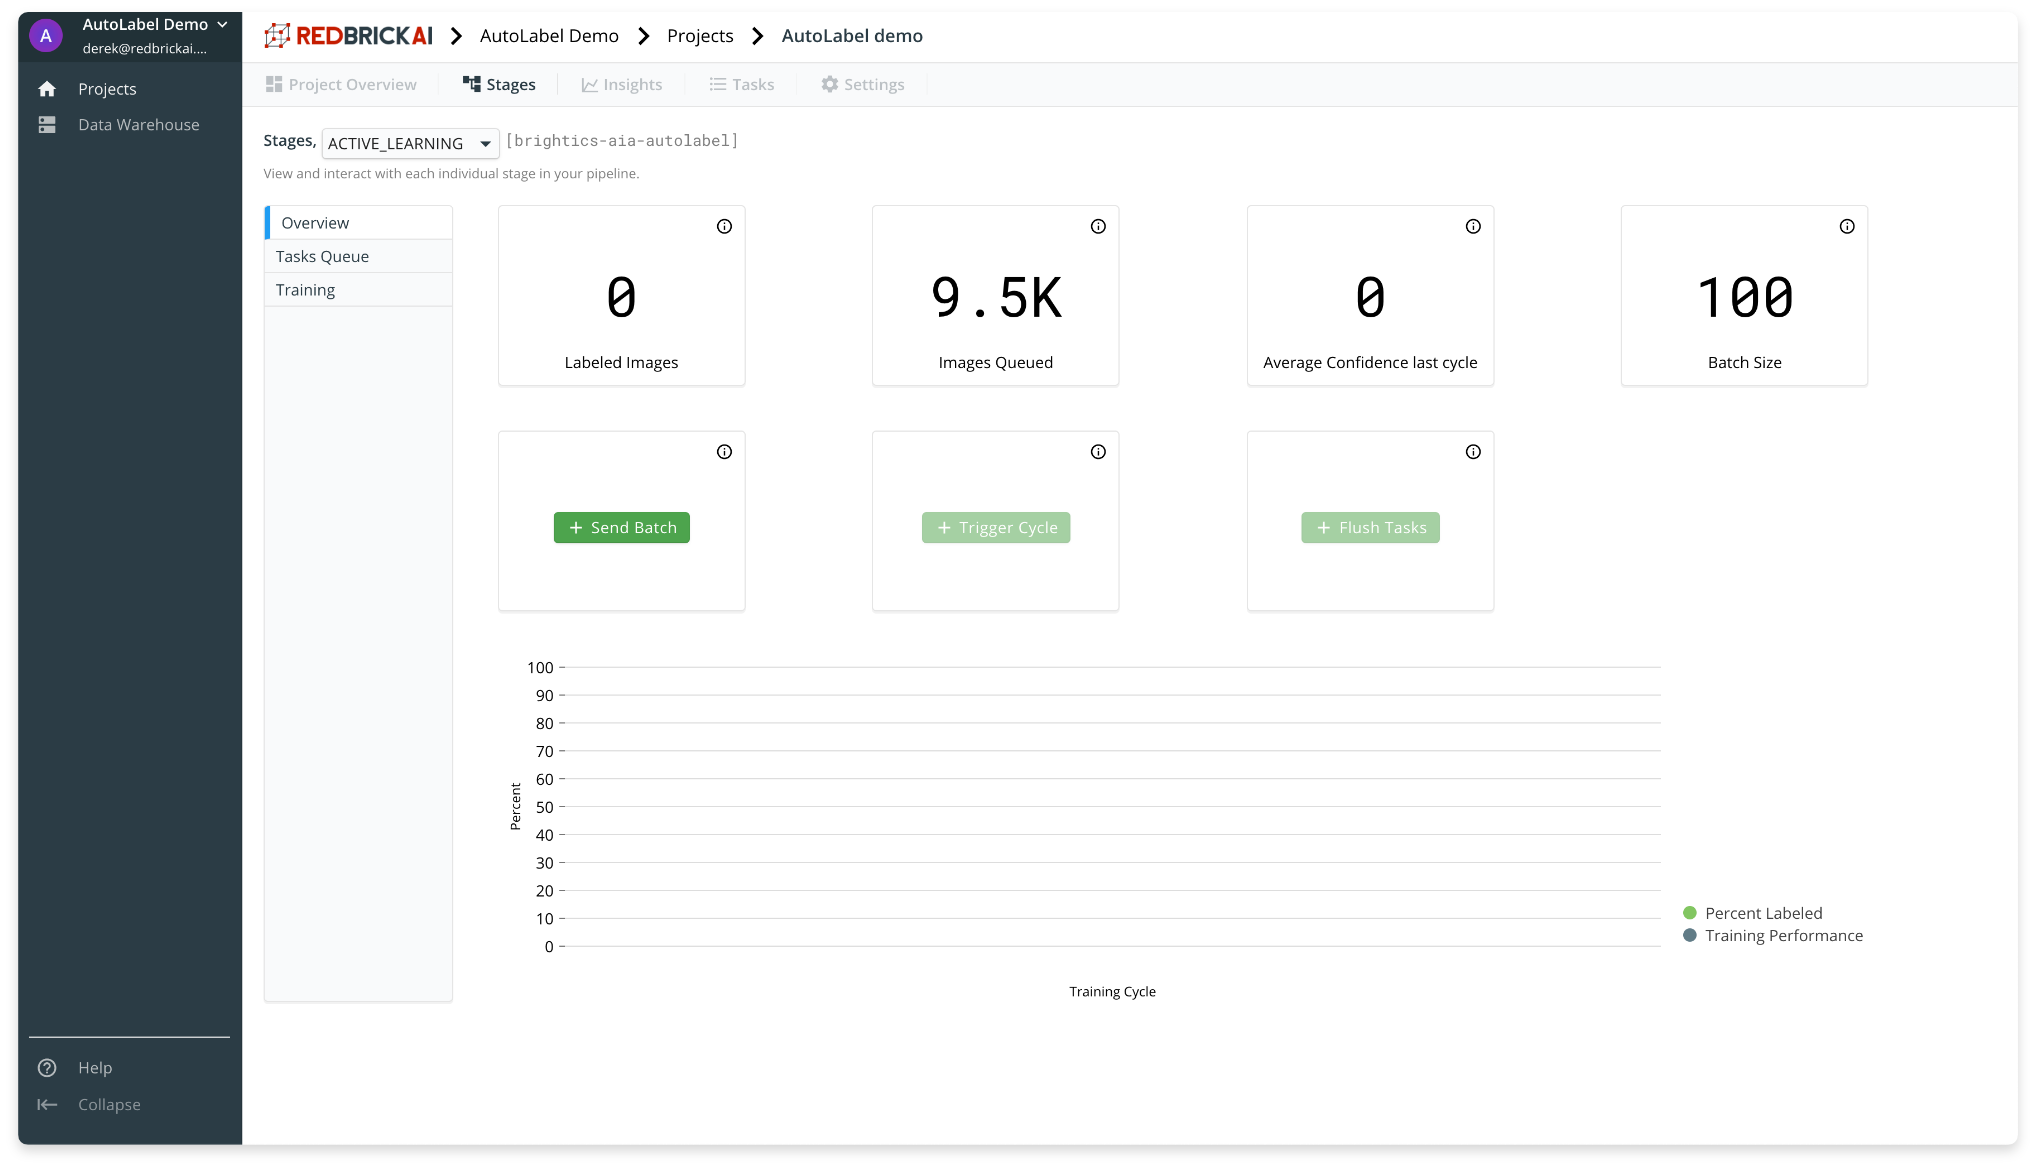 A
AutoLabel Demo
derek@redbrickai....
Projects
Data Warehouse
Help
Collapse
REDBRICKAI AutoLabel Demo Projects AutoLabel demo
Project Overview Stages Insights Tasks Settings
Stages, ACTIVE_LEARNING [brightics-aia-autolabel]
View and interact with each individual stage in your pipeline.
Overview
Tasks Queue
Training
0
Labeled Images
9.5K
Images Queued
0
Average Confidence last cycle
100
Batch Size
+ Send Batch
+ Trigger Cycle
+ Flush Tasks
100
90
80
70
60
50
40
30
20
10
0
Percent
Training Cycle
Percent Labeled
Training Performance